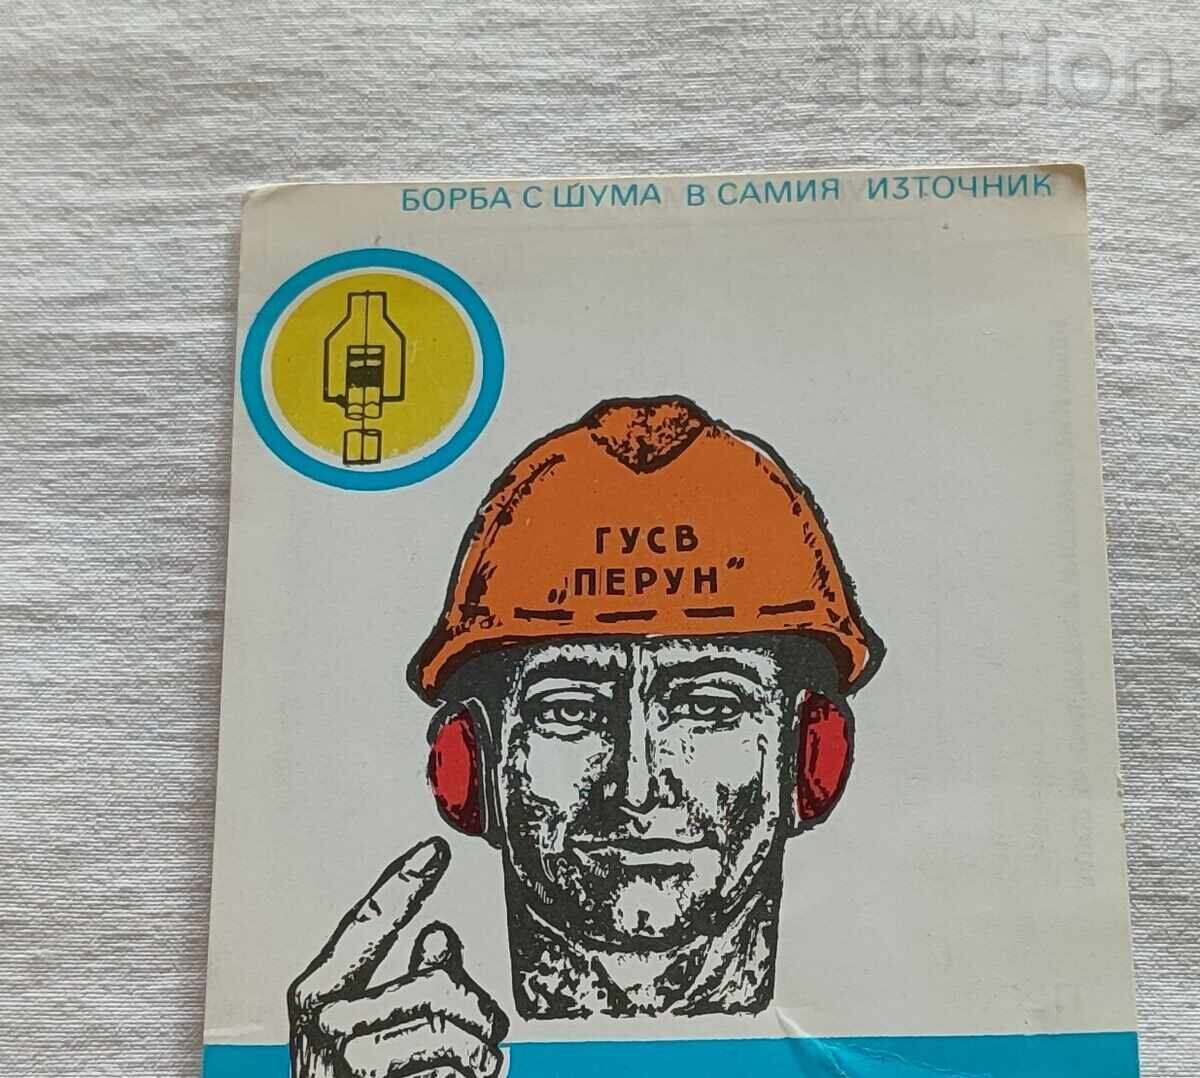 BALKAN
auction
БОРБА С ШУМА В САМИЯ ИЗТОЧНИК
ГУСВ
„ПЕРУН"